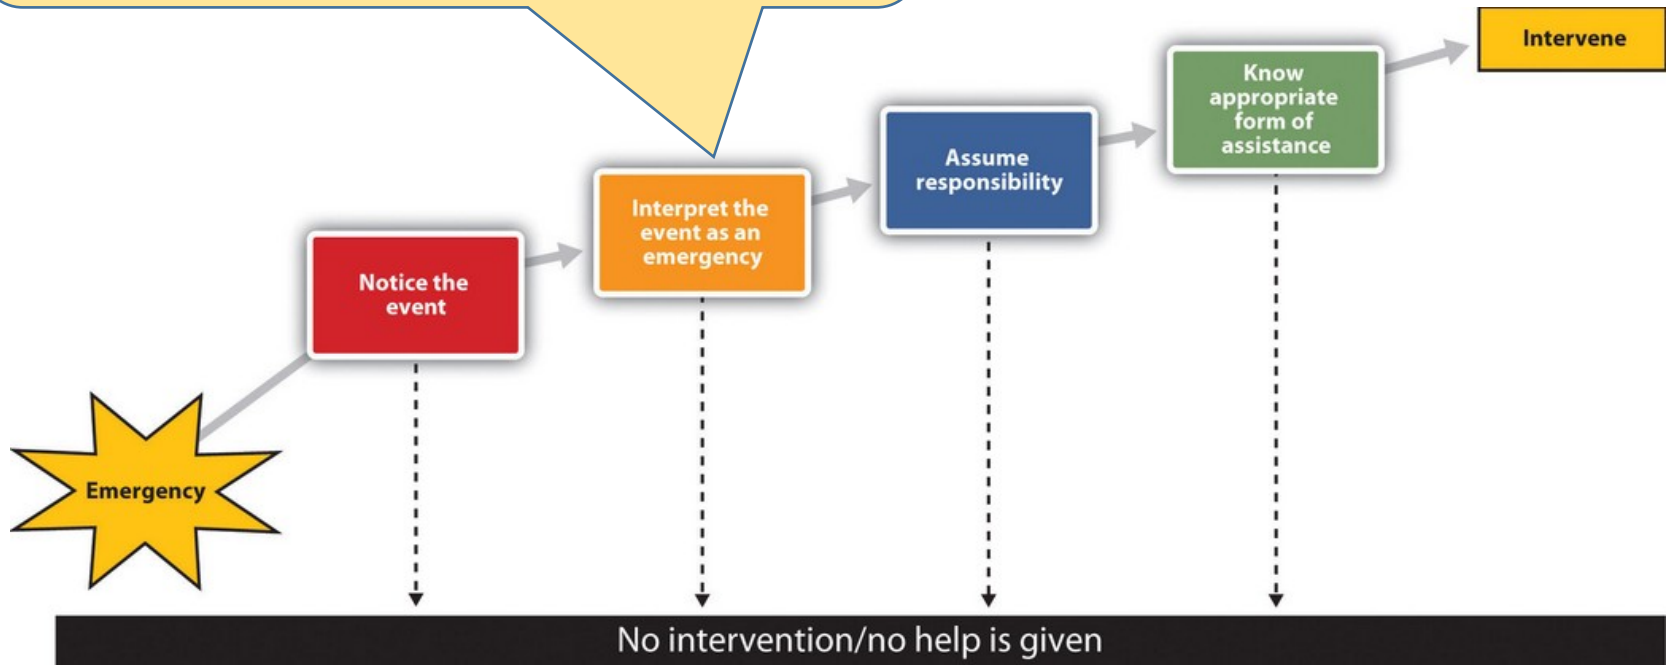 Intervene
Know
appropriate
form of
assistance
Assume
responsibility
Interpret the
event as an
emergency
Notice the
event
Emergency
No intervention/no help is given